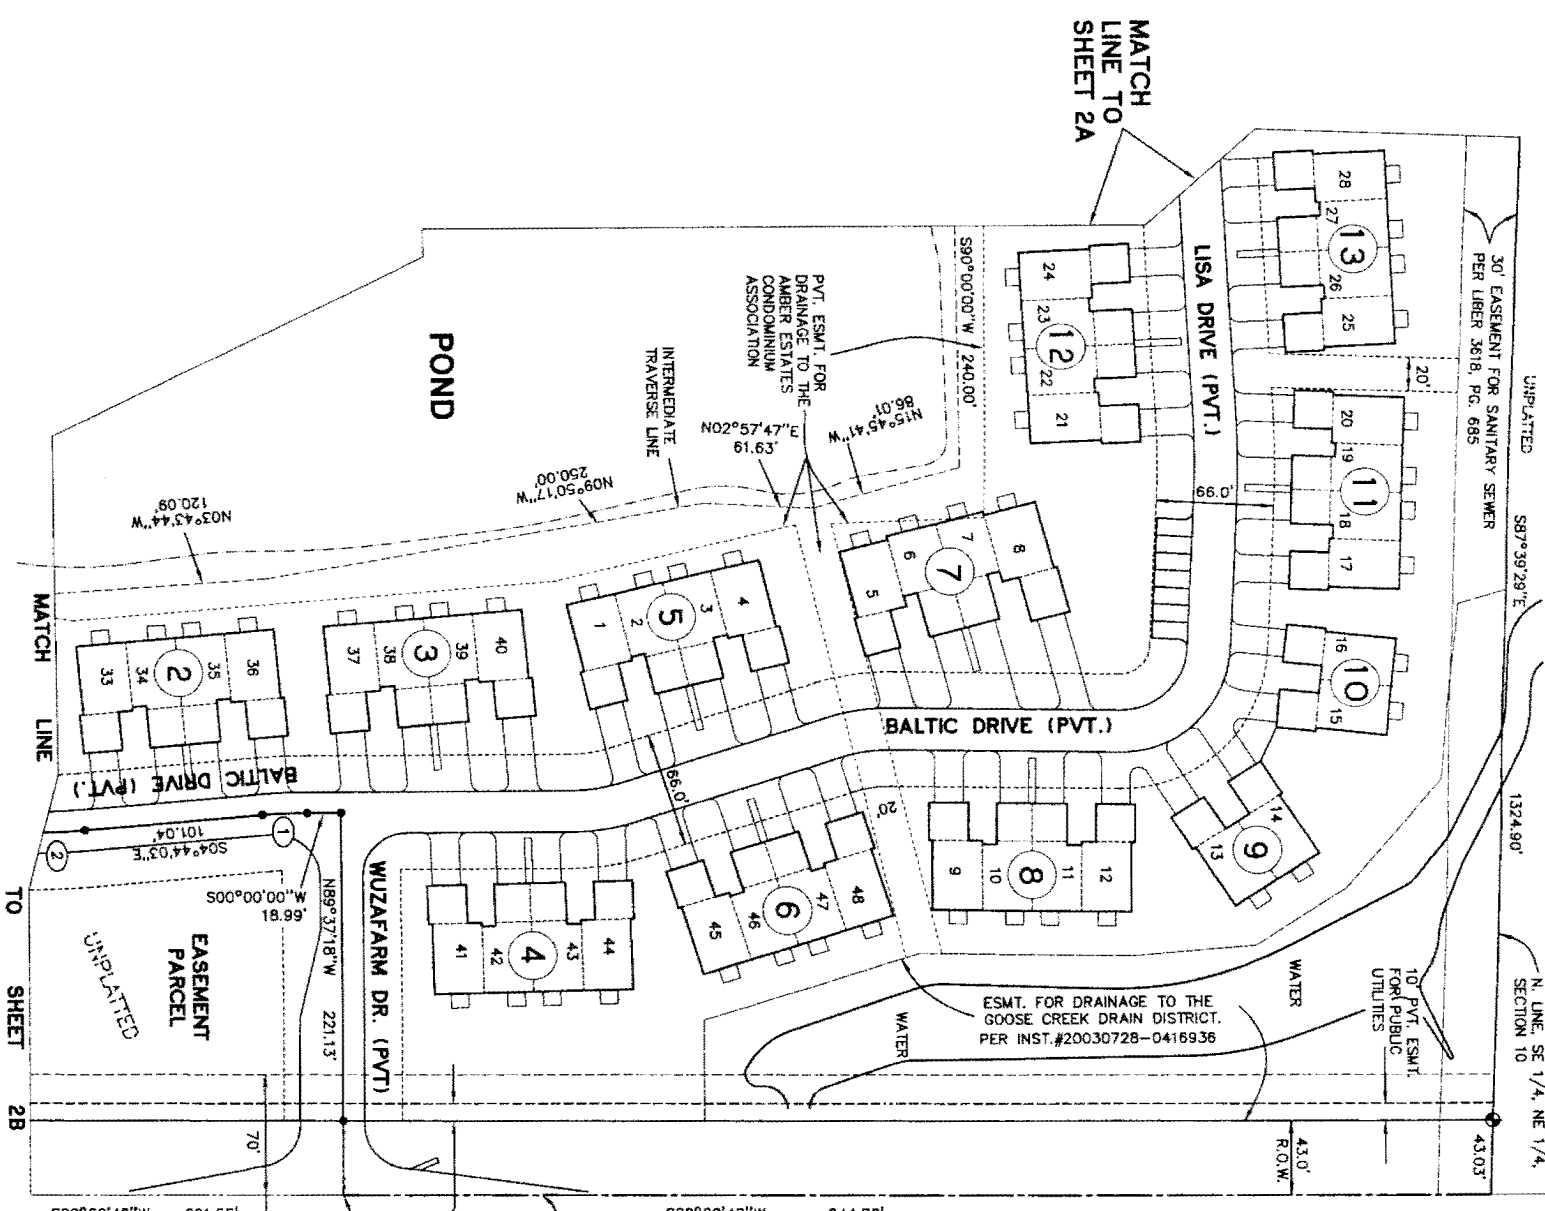 MATCH
LINE TO
SHEET 2A
UNPLATTED
S87°39'29"E
1324.90'
N. LINE, SE 1/4, NE 1/4,
SECTION 10
43.03'
30' EASEMENT FOR SANITARY SEWER
PER LIBER 3618, PG. 685
28
27
13
26
25
20'
20
19
11
18
17
16
10
15
LISA DRIVE (PVT.)
24
23
12
22
21
66.0'
S90°00'00"W 240.00'
PVT. ESMT. FOR
DRAINAGE TO THE
AMBER ESTATES
CONDOMINIUM
ASSOCIATION
N15°45'41"W
86.01'
N02°57'47"E
61.63'
INTERMEDIATE
TRAVERSE LINE
N09°50'17"W
250.00'
N03°43'44"W
120.09'
POND
8
7
7
6
5
4
3
5
2
1
40
39
3
38
37
36
35
2
34
33
BALTIC DRIVE (PVT.)
BALTIC DRIVE (PVT.)
66.0'
20'
14
9
13
12
11
8
10
9
48
47
6
46
45
44
43
4
42
41
WATER
WATER
10' PVT. ESMT.
FOR PUBLIC
UTILITIES
ESMT. FOR DRAINAGE TO THE
GOOSE CREEK DRAIN DISTRICT.
PER INST.#20030728-0416936
43.0'
R.O.W.
WUZAFARM DR. (PVT)
N89°37'18"W 221.13'
S00°00'00"W
18.99'
S04°44'03"E
101.04'
1
2
EASEMENT
PARCEL
UNPLATTED
70'
MATCH LINE TO SHEET 2B